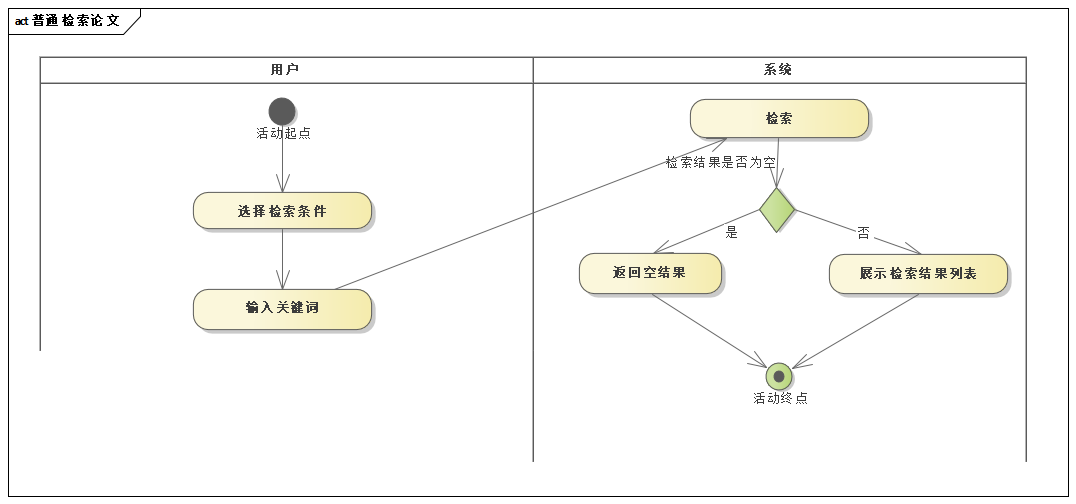 act 普通检索论文
用户
系统
活动起点
检索
检索结果是否为空
选择检索条件
是
否
返回空结果
展示检索结果列表
输入关键词
活动终点